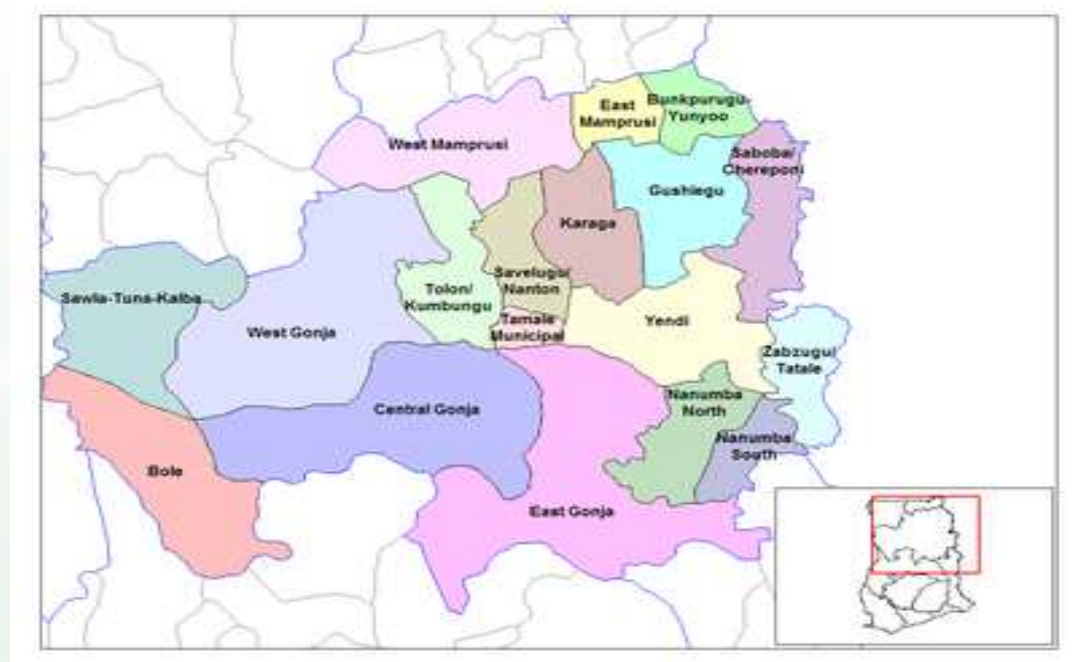 East
Mamprusi
Bunkpurugu-
Yunyoo
West Mamprusi
Saboba/
Chereponi
Gushiegu
Karaga
Savelugu/
Nanton
Tolon/
Kumbungu
Sawla-Tuna-Kalba
West Gonja
Tamale
Municipal
Yendi
Zabzugu/
Tatale
Nanumba
North
Central Gonja
Nanumba
South
Bole
East Gonja